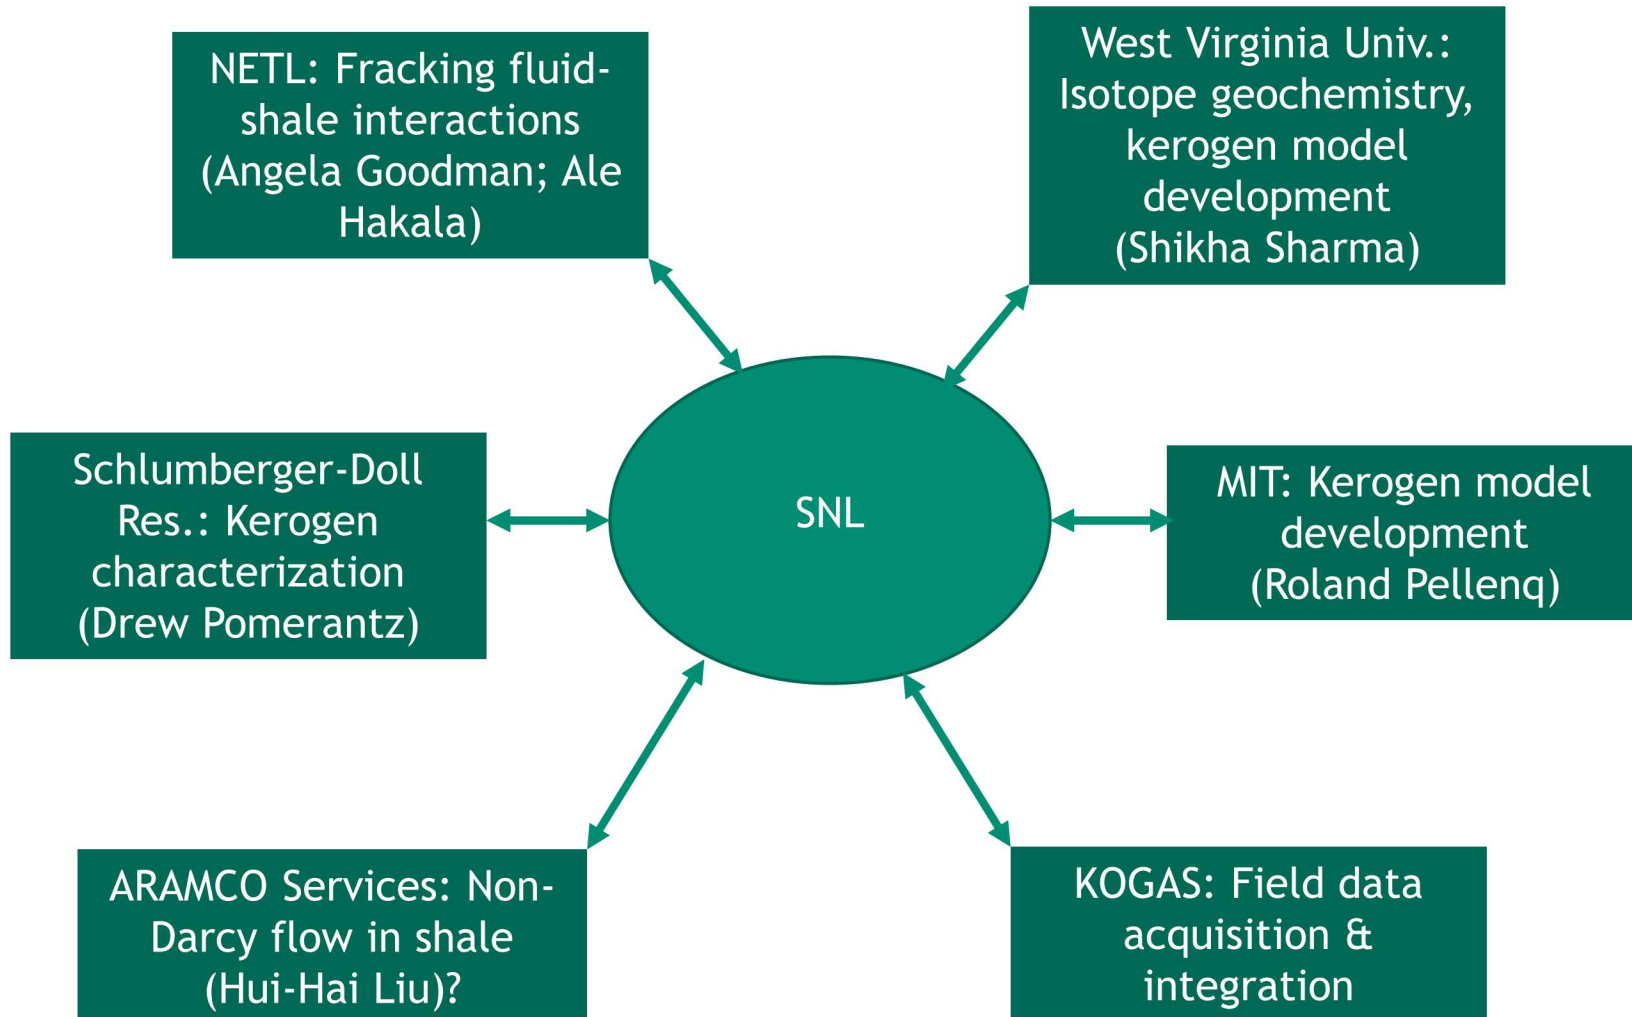 NETL: Fracking fluid-
shale interactions
(Angela Goodman; Ale
Hakala)
West Virginia Univ.:
Isotope geochemistry,
kerogen model
development
(Shikha Sharma)
Schlumberger-Doll
Res.: Kerogen
characterization
(Drew Pomerantz)
SNL
MIT: Kerogen model
development
(Roland Pellenq)
ARAMCO Services: Non-
Darcy flow in shale
(Hui-Hai Liu)?
KOGAS: Field data
acquisition &
integration